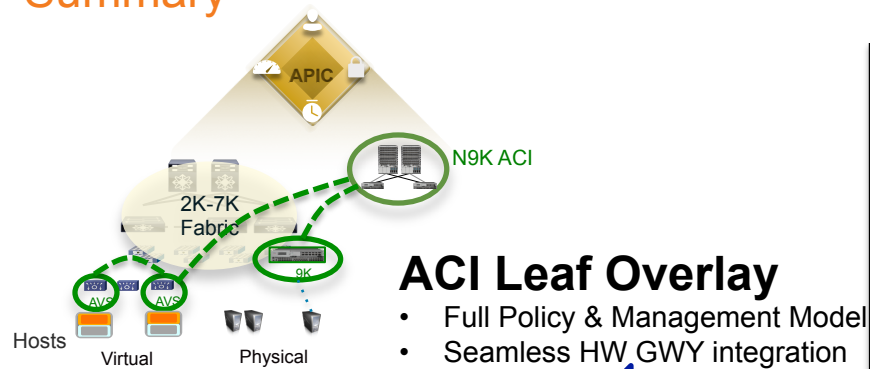 Summary
APIC
N9K ACI
2K-7K
Fabric
9K
AVS
AVS
Hosts
Virtual
Physical
ACI Leaf Overlay
• Full Policy & Management Model
• Seamless HW GWY integration